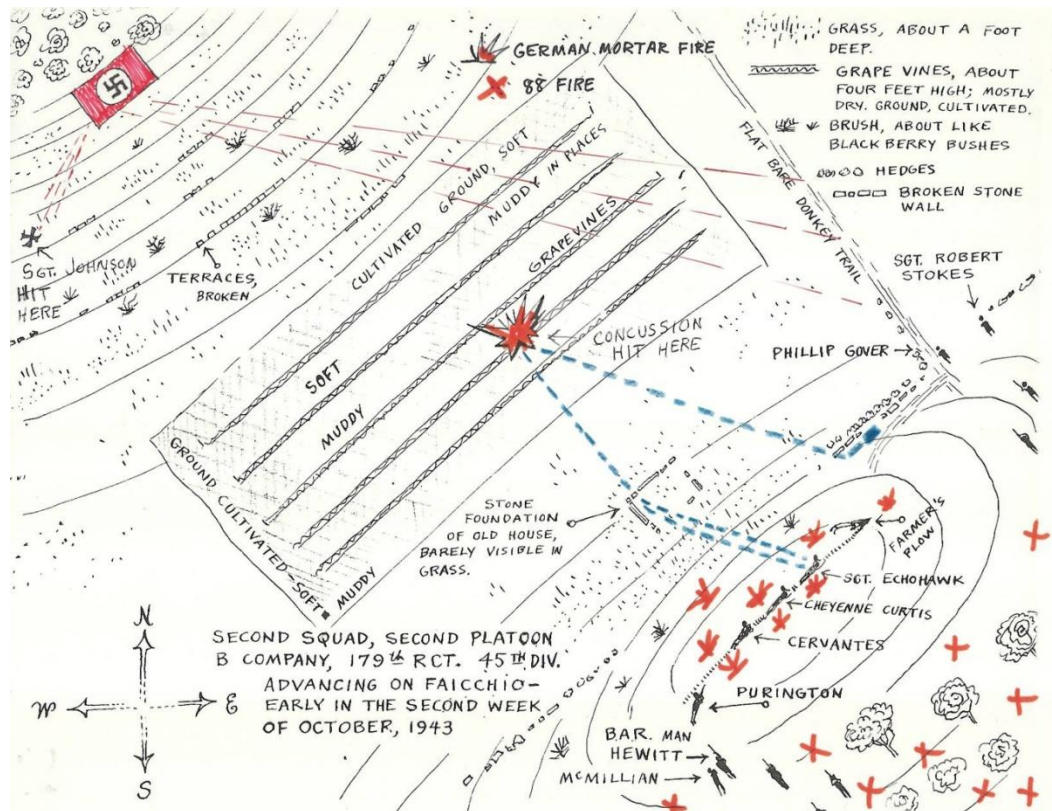 GERMAN MORTAR FIRE
88 FIRE
GRASS, ABOUT A FOOT
DEEP.
GRAPE VINES, ABOUT
FOUR FEET HIGH; MOSTLY
DRY. GROUND, CULTIVATED.
BRUSH, ABOUT LIKE
BLACKBERRY BUSHES
HEDGES
BROKEN STONE
WALL
FLAT BARE DONKEY TRAIL
CULTIVATED GROUND SOFT
MUDDY IN PLACES
GRAPEVINES
SGT. JOHNSON
HIT
HERE
TERRACES,
BROKEN
SGT. ROBERT
STOKES
PHILLIP GOVER
CONCUSSION
HIT HERE
SOFT
MUDDY
GROUND CULTIVATED-SOFT
MUDDY
STONE
FOUNDATION
OF OLD HOUSE,
BARELY VISIBLE IN
GRASS.
FARMER'S
PLOW
SGT. ECHOHAWK
CHEYENNE CURTIS
CERVANTES
PURINGTON
BAR. MAN
HEWITT
MCMILLIAN
N
W
E
S
SECOND SQUAD, SECOND PLATOON
B COMPANY, 179TH RCT. 45TH DIV.
ADVANCING ON FAICCHIO-
EARLY IN THE SECOND WEEK
OF OCTOBER, 1943